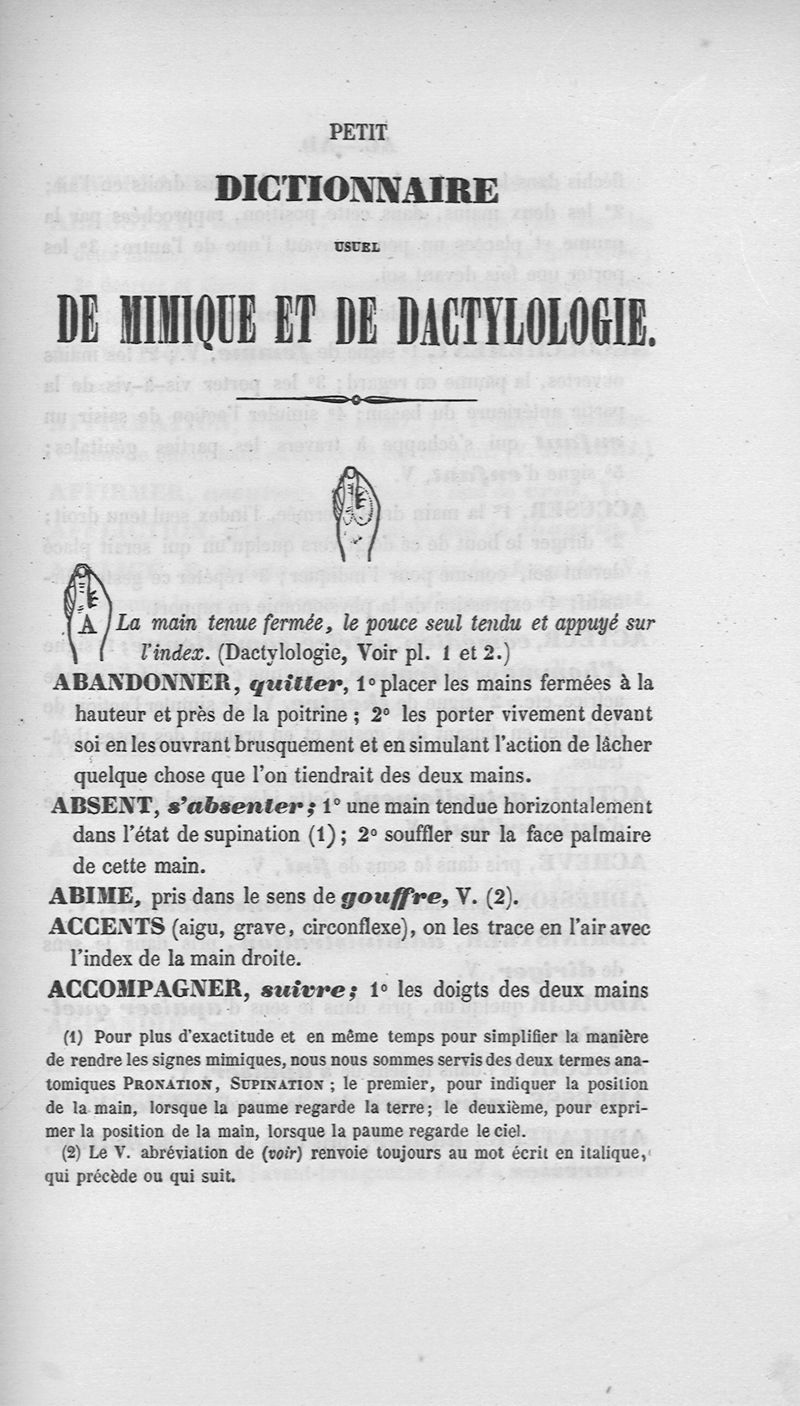 PETIT
DICTIONNAIRE
USUEL
DE MIMIQUE ET DE DACTYLOLOGIE.
A La main tenue fermée, le pouce seul tendu et appuyé sur
l'index. (Dactylologie, Voir pl. 1 et 2.)
ABANDONNER, quitter, 1° placer les mains fermées à la
hauteur et près de la poitrine ; 2° les porter vivement devant
soi en les ouvrant brusquement et en simulant l'action de lâcher
quelque chose que l'on tiendrait des deux mains.
ABSENT, s'absenter ; 1° une main tendue horizontalement
dans l'état de supination (1) ; 2° souffler sur la face palmaire
de cette main.
ABIME, pris dans le sens de gouffre, V. (2).
ACCENTS (aigu, grave, circonflexe), on les trace en l'air avec
l'index de la main droite.
ACCOMPAGNER, suivre ; 1° les doigts des deux mains
(1) Pour plus d'exactitude et en même temps pour simplifier la manière
de rendre les signes mimiques, nous nous sommes servis des deux termes ana-
tomiques PRONATION, SUPINATION ; le premier, pour indiquer la position
de la main, lorsque la paume regarde la terre ; le deuxième, pour expri-
mer la position de la main, lorsque la paume regarde le ciel.
(2) Le V. abréviation de (voir) renvoie toujours au mot écrit en italique,
qui précède ou qui suit.